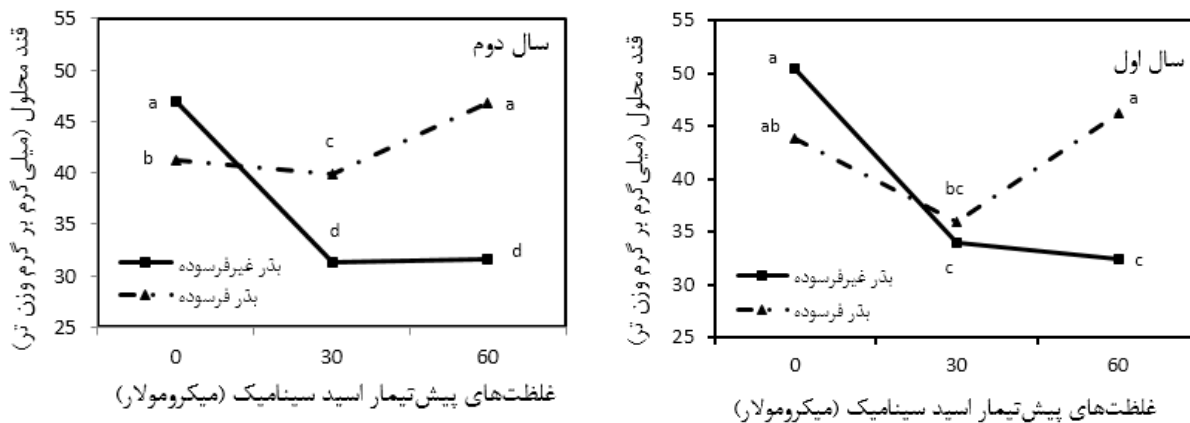 سال اول
قند محلول (میلی‌گرم بر گرم وزن تر)
55
50
45
40
35
30
25
a
ab
bc
c
a
c
بذر غیرفرسوده
بذر فرسوده
0 30 60
غلظت‌های پیش‌تیمار اسید سینامیک (میکرومولار)
سال دوم
قند محلول (میلی‌گرم بر گرم وزن تر)
55
50
45
40
35
30
25
a
b
c
d
a
d
بذر غیرفرسوده
بذر فرسوده
0 30 60
غلظت‌های پیش‌تیمار اسید سینامیک (میکرومولار)